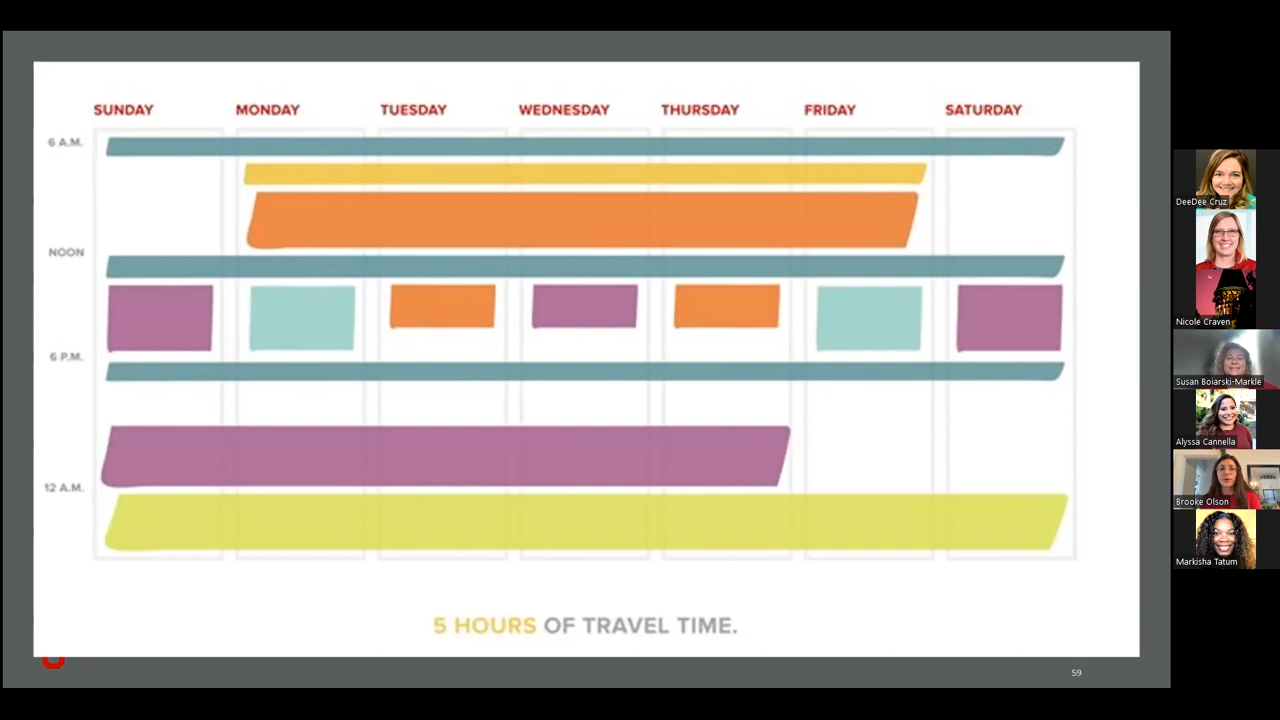 SUNDAY MONDAY TUESDAY WEDNESDAY THURSDAY FRIDAY SATURDAY
6 A.M.
NOON
6 P.M.
12 A.M.
5 HOURS OF TRAVEL TIME.
59
DeeDee Cruz
Nicole Craven
Susan Boiarski-Markle
Alyssa Cannella
Brooke Olson
Markisha Tatum